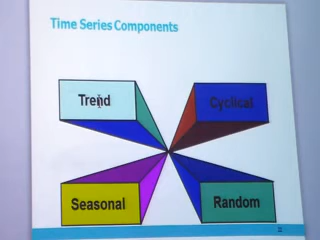 Time Series Components
Trend
Cyclical
Seasonal
Random